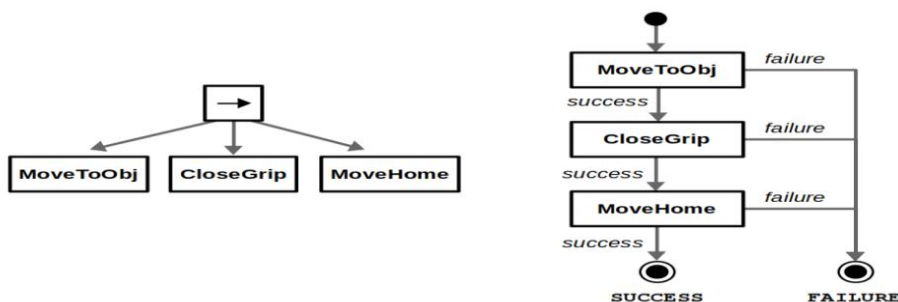 MoveToObj
CloseGrip
MoveHome
MoveToObj
failure
success
CloseGrip
failure
success
MoveHome
failure
success
SUCCESS
FAILURE